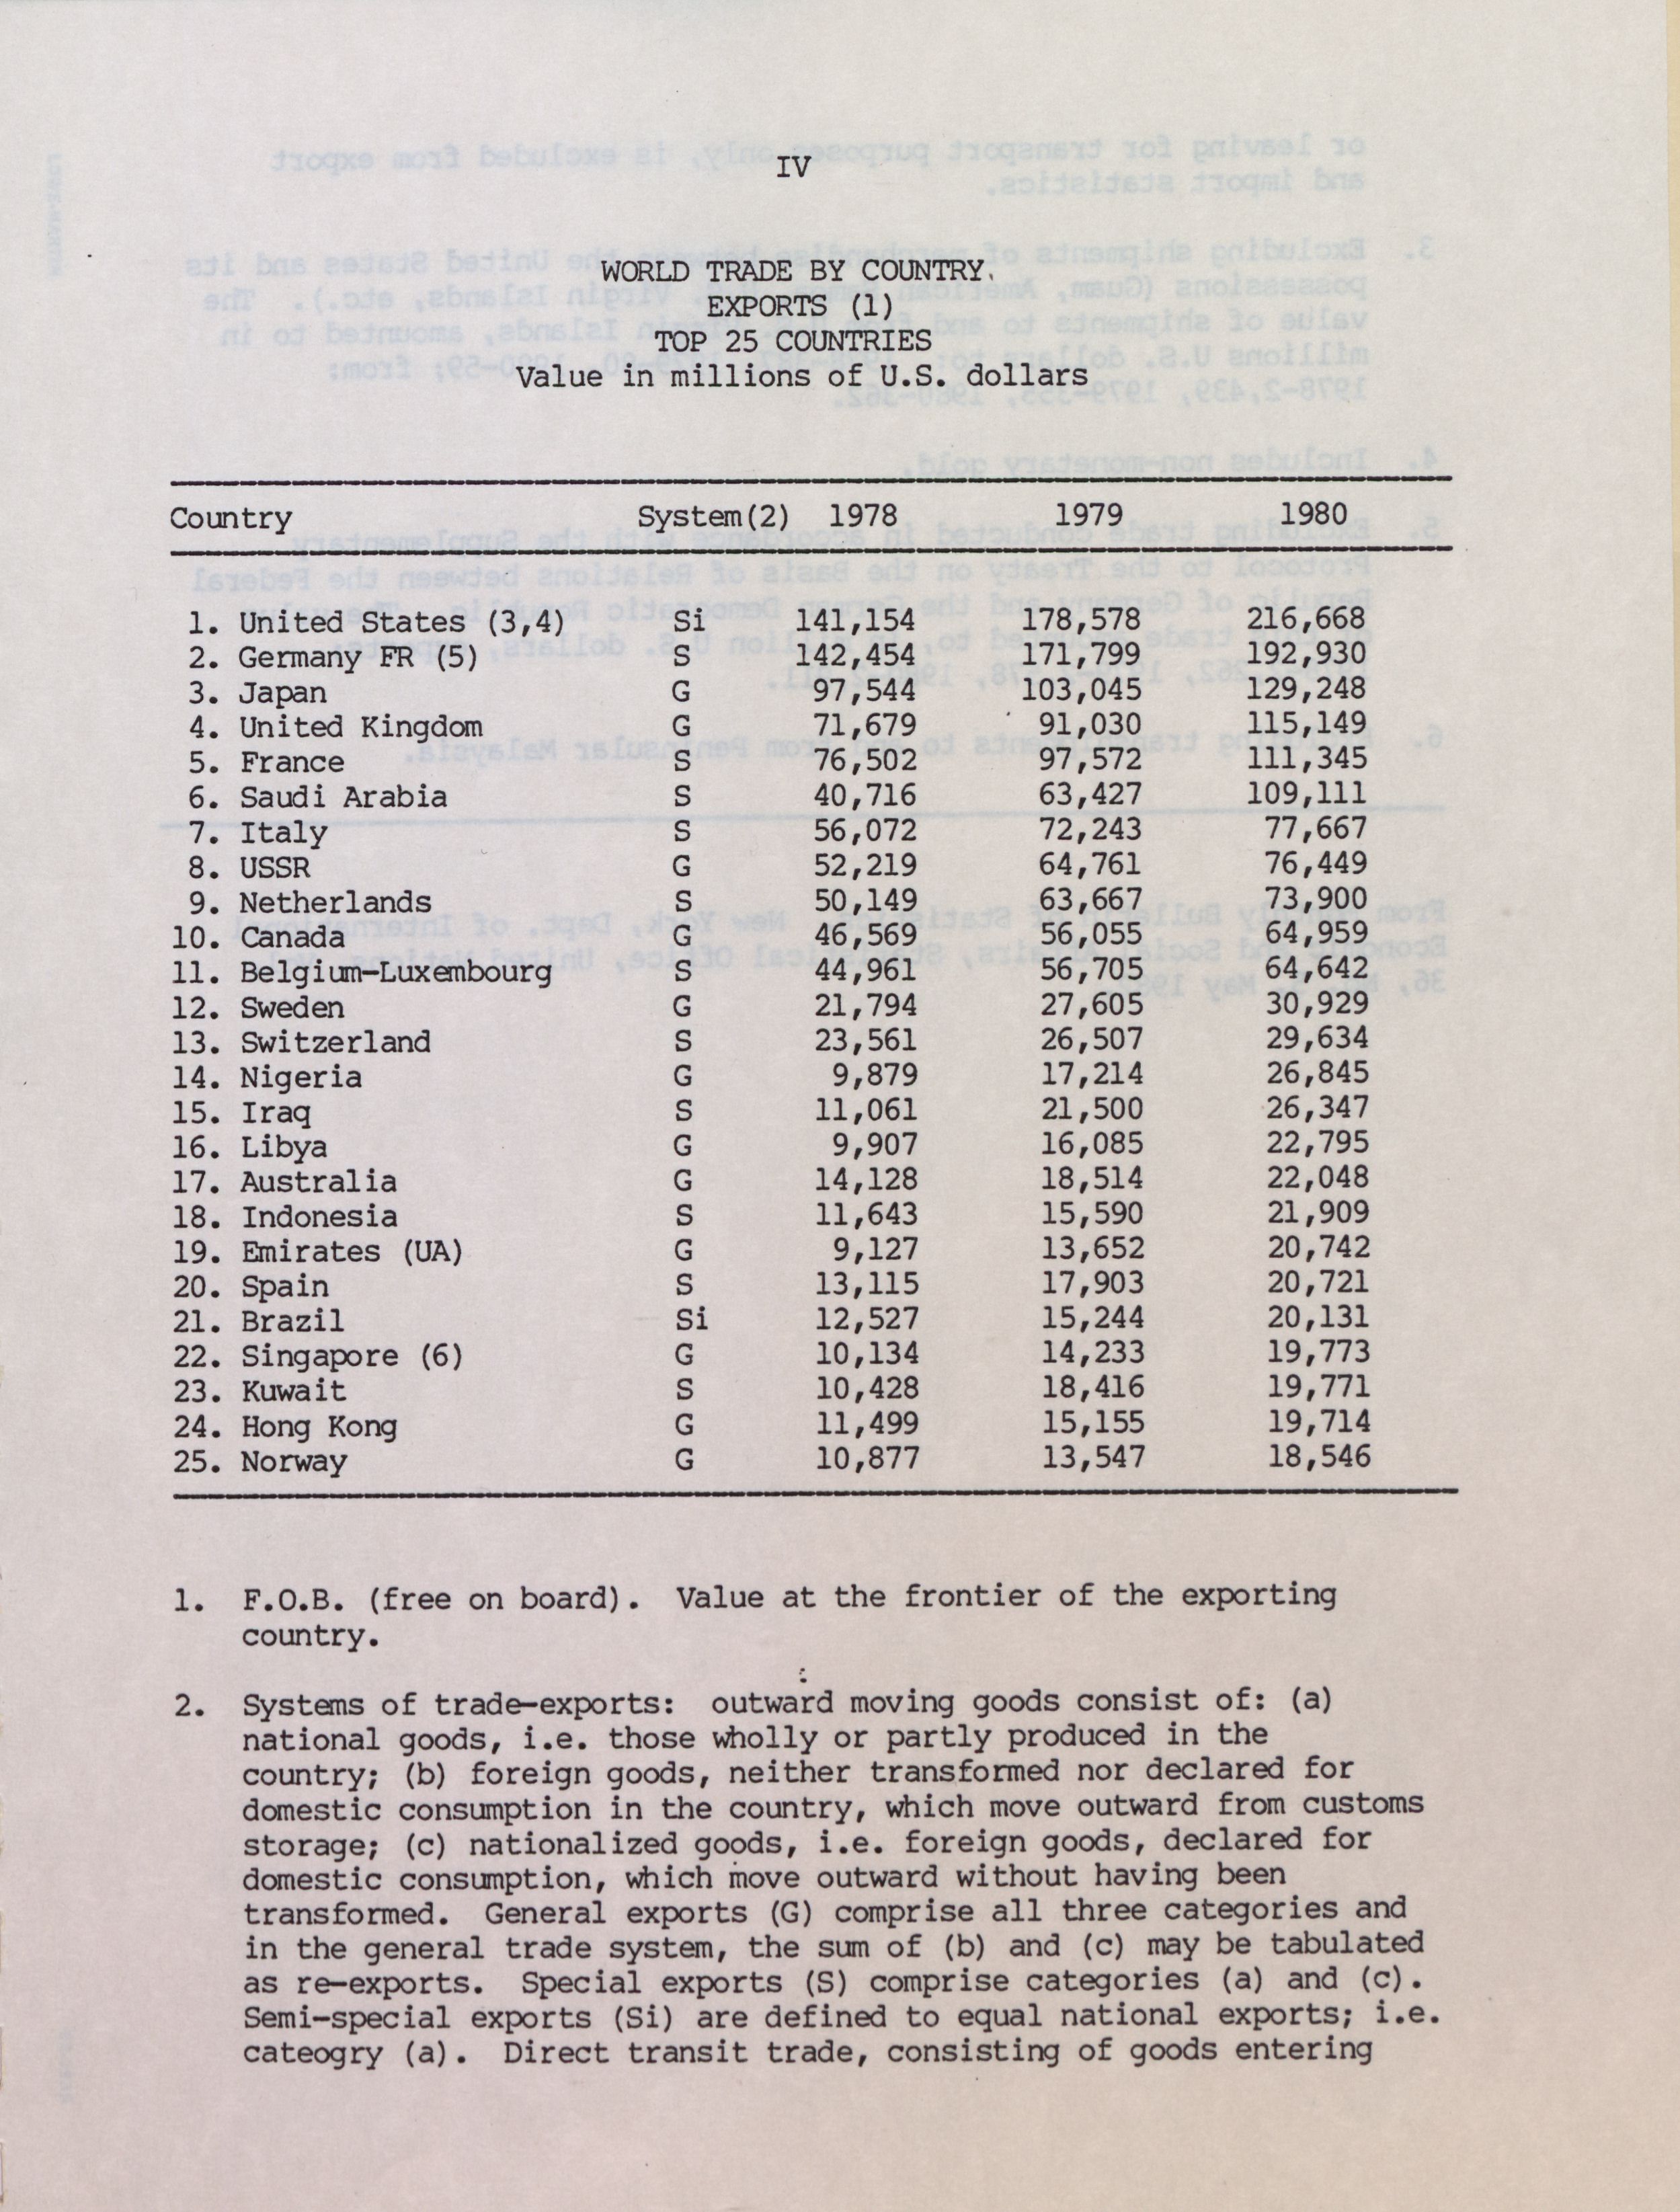 IV
WORLD TRADE BY COUNTRY.
EXPORTS (1)
TOP 25 COUNTRIES
Value in millions of U.S. dollars
Country System(2) 1978 1979 1980
1. United States (3,4) Si 141,154 178,578 216,668
2. Germany FR (5) S 142,454 171,799 192,930
3. Japan G 97,544 103,045 129,248
4. United Kingdom G 71,679 91,030 115,149
5. France S 76,502 97,572 111,345
6. Saudi Arabia S 40,716 63,427 109,111
7. Italy S 56,072 72,243 77,667
8. USSR G 52,219 64,761 76,449
9. Netherlands S 50,149 63,667 73,900
10. Canada G 46,569 56,055 64,959
11. Belgium-Luxembourg S 44,961 56,705 64,642
12. Sweden G 21,794 27,605 30,929
13. Switzerland S 23,561 26,507 29,634
14. Nigeria G 9,879 17,214 26,845
15. Iraq S 11,061 21,500 26,347
16. Libya G 9,907 16,085 22,795
17. Australia G 14,128 18,514 22,048
18. Indonesia S 11,643 15,590 21,909
19. Emirates (UA) G 9,127 13,652 20,742
20. Spain S 13,115 17,903 20,721
21. Brazil Si 12,527 15,244 20,131
22. Singapore (6) G 10,134 14,233 19,773
23. Kuwait S 10,428 18,416 19,771
24. Hong Kong G 11,499 15,155 19,714
25. Norway G 10,877 13,547 18,546
1. F.O.B. (free on board). Value at the frontier of the exporting
country.
2. Systems of trade-exports: outward moving goods consist of: (a)
national goods, i.e. those wholly or partly produced in the
country; (b) foreign goods, neither transformed nor declared for
domestic consumption in the country, which move outward from customs
storage; (c) nationalized goods, i.e. foreign goods, declared for
domestic consumption, which move outward without having been
transformed. General exports (G) comprise all three categories and
in the general trade system, the sum of (b) and (c) may be tabulated
as re-exports. Special exports (S) comprise categories (a) and (c).
Semi-special exports (Si) are defined to equal national exports; i.e.
cateogry (a). Direct transit trade, consisting of goods entering